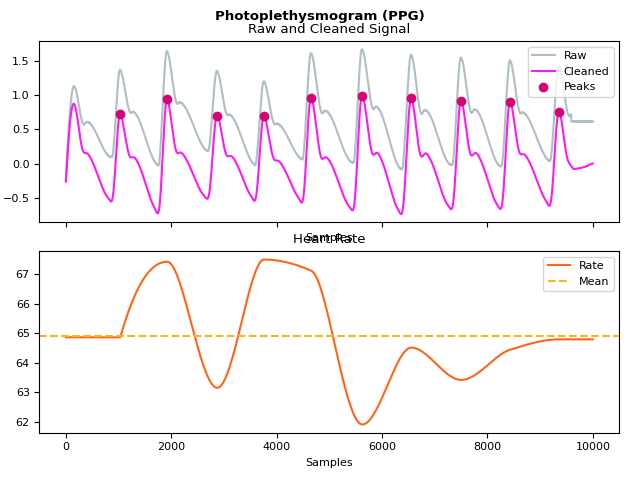 Photoplethysmogram (PPG)
Raw and Cleaned Signal
1.5
1.0
0.5
0.0
−0.5
Raw
Cleaned
Peaks
Samples
Heart Rate
67
66
65
64
63
62
Rate
Mean
0 2000 4000 6000 8000 10000
Samples